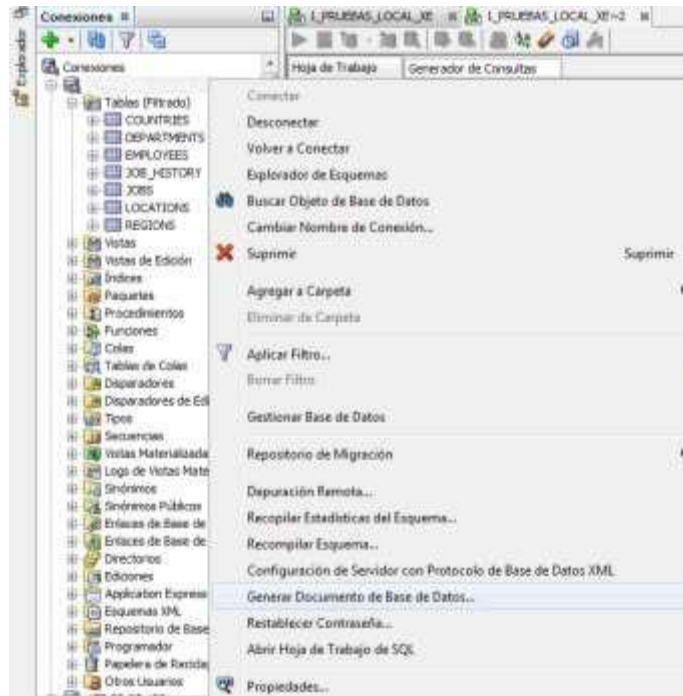 Explorador
Conexiones
1_PRUEBAS_LOCAL_XE
1_PRUEBAS_LOCAL_XE~2
Conexiones
Hoja de Trabajo
Generador de Consultas
Tables (Filtrado)
COUNTRIES
DEPARTMENTS
EMPLOYEES
JOB_HISTORY
JOBS
LOCATIONS
REGIONS
Vistas
Vistas de Edición
Índices
Paquetes
Procedimientos
Funciones
Colas
Tablas de Colas
Disparadores
Disparadores de Edi
Tipos
Secuencias
Vistas Materializada
Logs de Vistas Mate
Sinónimos
Sinónimos Públicos
Enlaces de Base de
Enlaces de Base de
Directorios
Ediciones
Application Express
Esquemas XML
Repositorio de Base
Programador
Papelera de Recicla
Otros Usuarios
Conectar
Desconectar
Volver a Conectar
Explorador de Esquemas
Buscar Objeto de Base de Datos
Cambiar Nombre de Conexión...
Suprimir Suprimir
Agregar a Carpeta
Eliminar de Carpeta
Aplicar Filtro...
Borrar Filtro
Gestionar Base de Datos
Repositorio de Migración
Depuración Remota...
Recopilar Estadísticas del Esquema...
Recompilar Esquema...
Configuración de Servidor con Protocolo de Base de Datos XML
Generar Documento de Base de Datos...
Restablecer Contraseña...
Abrir Hoja de Trabajo de SQL
Propiedades...